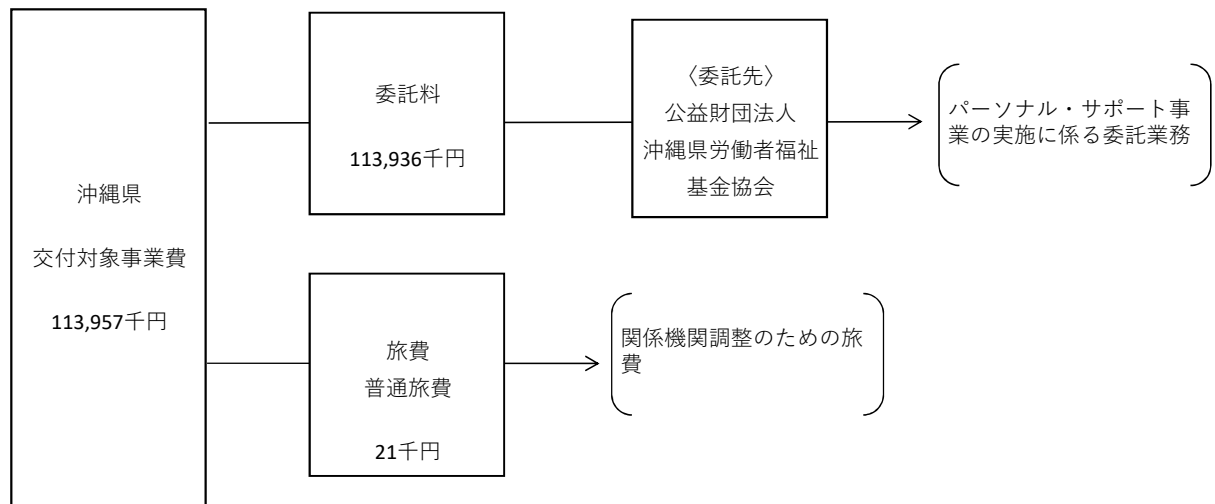 沖縄県
交付対象事業費
113,957千円
委託料
113,936千円
〈委託先〉
公益財団法人
沖縄県労働者福祉
基金協会
パーソナル・サポート事
業の実施に係る委託業務
旅費
普通旅費
21千円
関係機関調整のための旅
費